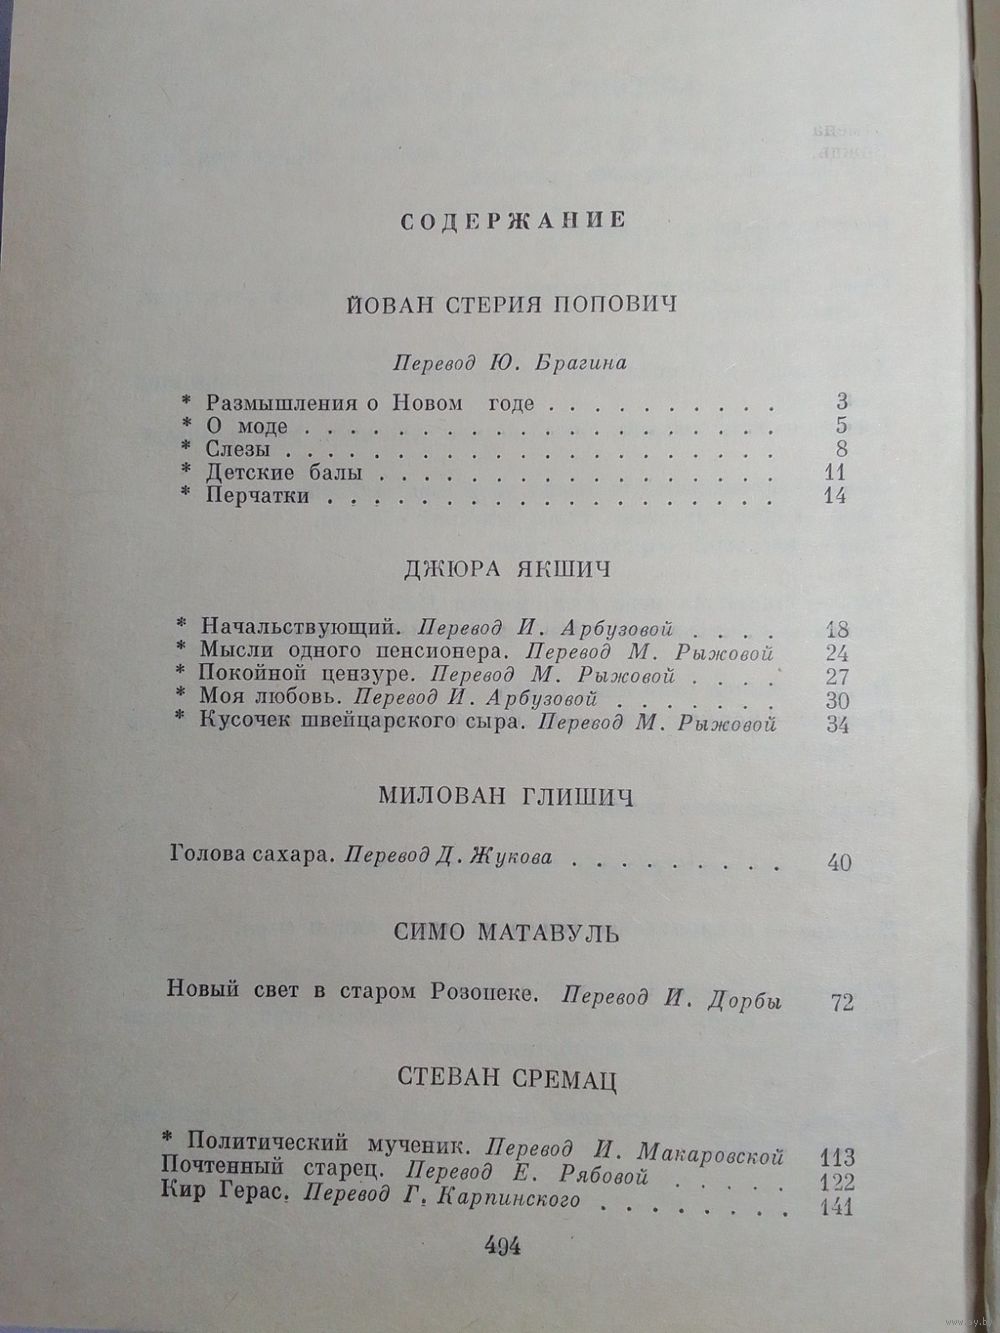 СОДЕРЖАНИЕ
ЙОВАН СТЕРИЯ ПОПОВИЧ
Перевод Ю. Брагина
* Размышления о Новом годе . . . . . . . . . . 3
* О моде . . . . . . . . . . . . . . . . . . 5
* Слезы . . . . . . . . . . . . . . . . . . . 8
* Детские балы . . . . . . . . . . . . . . . 11
* Перчатки . . . . . . . . . . . . . . . . . 14
ДЖЮРА ЯКШИЧ
* Начальствующий. Перевод И. Арбузовой . . . . 18
* Мысли одного пенсионера. Перевод М. Рыжовой 24
* Покойной цензуре. Перевод М. Рыжовой . . . . 27
* Моя любовь. Перевод И. Арбузовой . . . . . . . 30
* Кусочек швейцарского сыра. Перевод М. Рыжовой 34
МИЛОВАН ГЛИШИЧ
Голова сахара. Перевод Д. Жукова . . . . . . . . 40
СИМО МАТАВУЛЬ
Новый свет в старом Розопеке. Перевод И. Дорбы 72
СТЕВАН СРЕМАЦ
* Политический мученик. Перевод И. Макаровской 113
Почтенный старец. Перевод Е. Рябовой . . . . . 122
Кир Герас. Перевод Г. Карпинского . . . . . . . . 141
494
www.ay.by